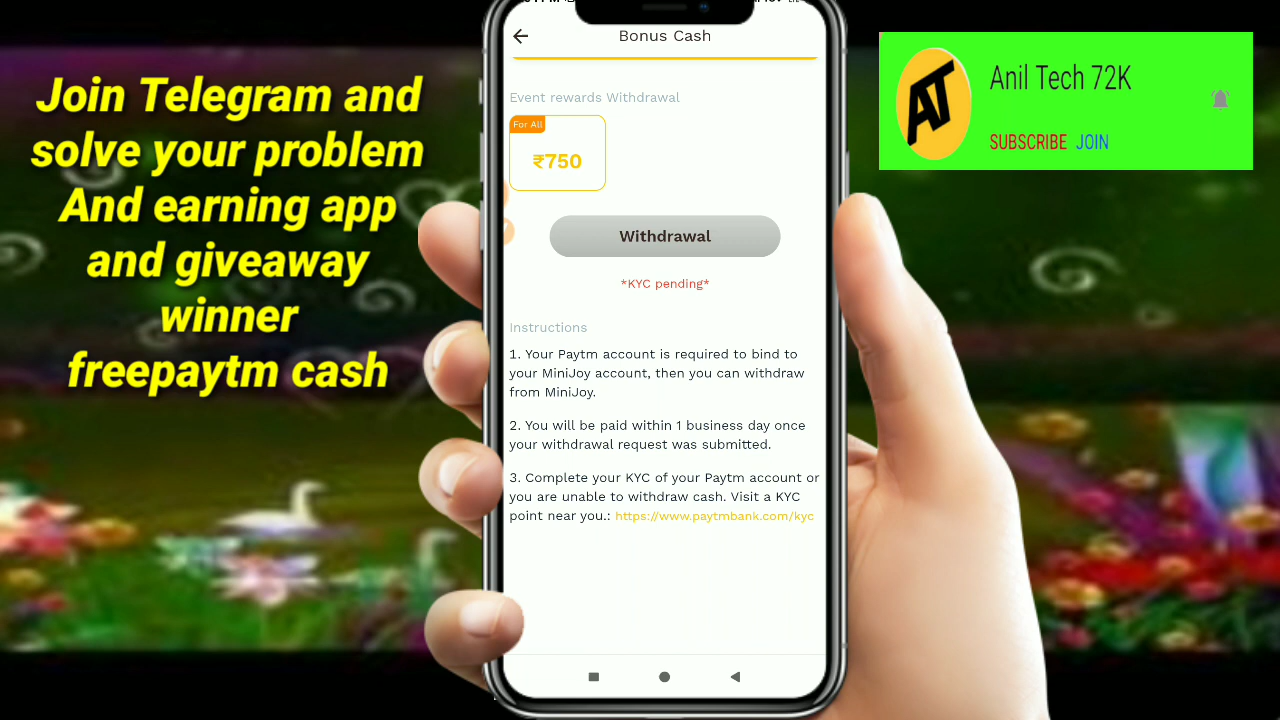 Join Telegram and
solve your problem
And earning app
and giveaway
winner
freepaytm cash
Bonus Cash
Event rewards Withdrawal
For All
₹750
Withdrawal
*KYC pending*
Instructions
1. Your Paytm account is required to bind to
your MiniJoy account, then you can withdraw
from MiniJoy.
2. You will be paid within 1 business day once
your withdrawal request was submitted.
3. Complete your KYC of your Paytm account or
you are unable to withdraw cash. Visit a KYC
point near you.: https://www.paytmbank.com/kyc
AT
Anil Tech 72K
SUBSCRIBE JOIN